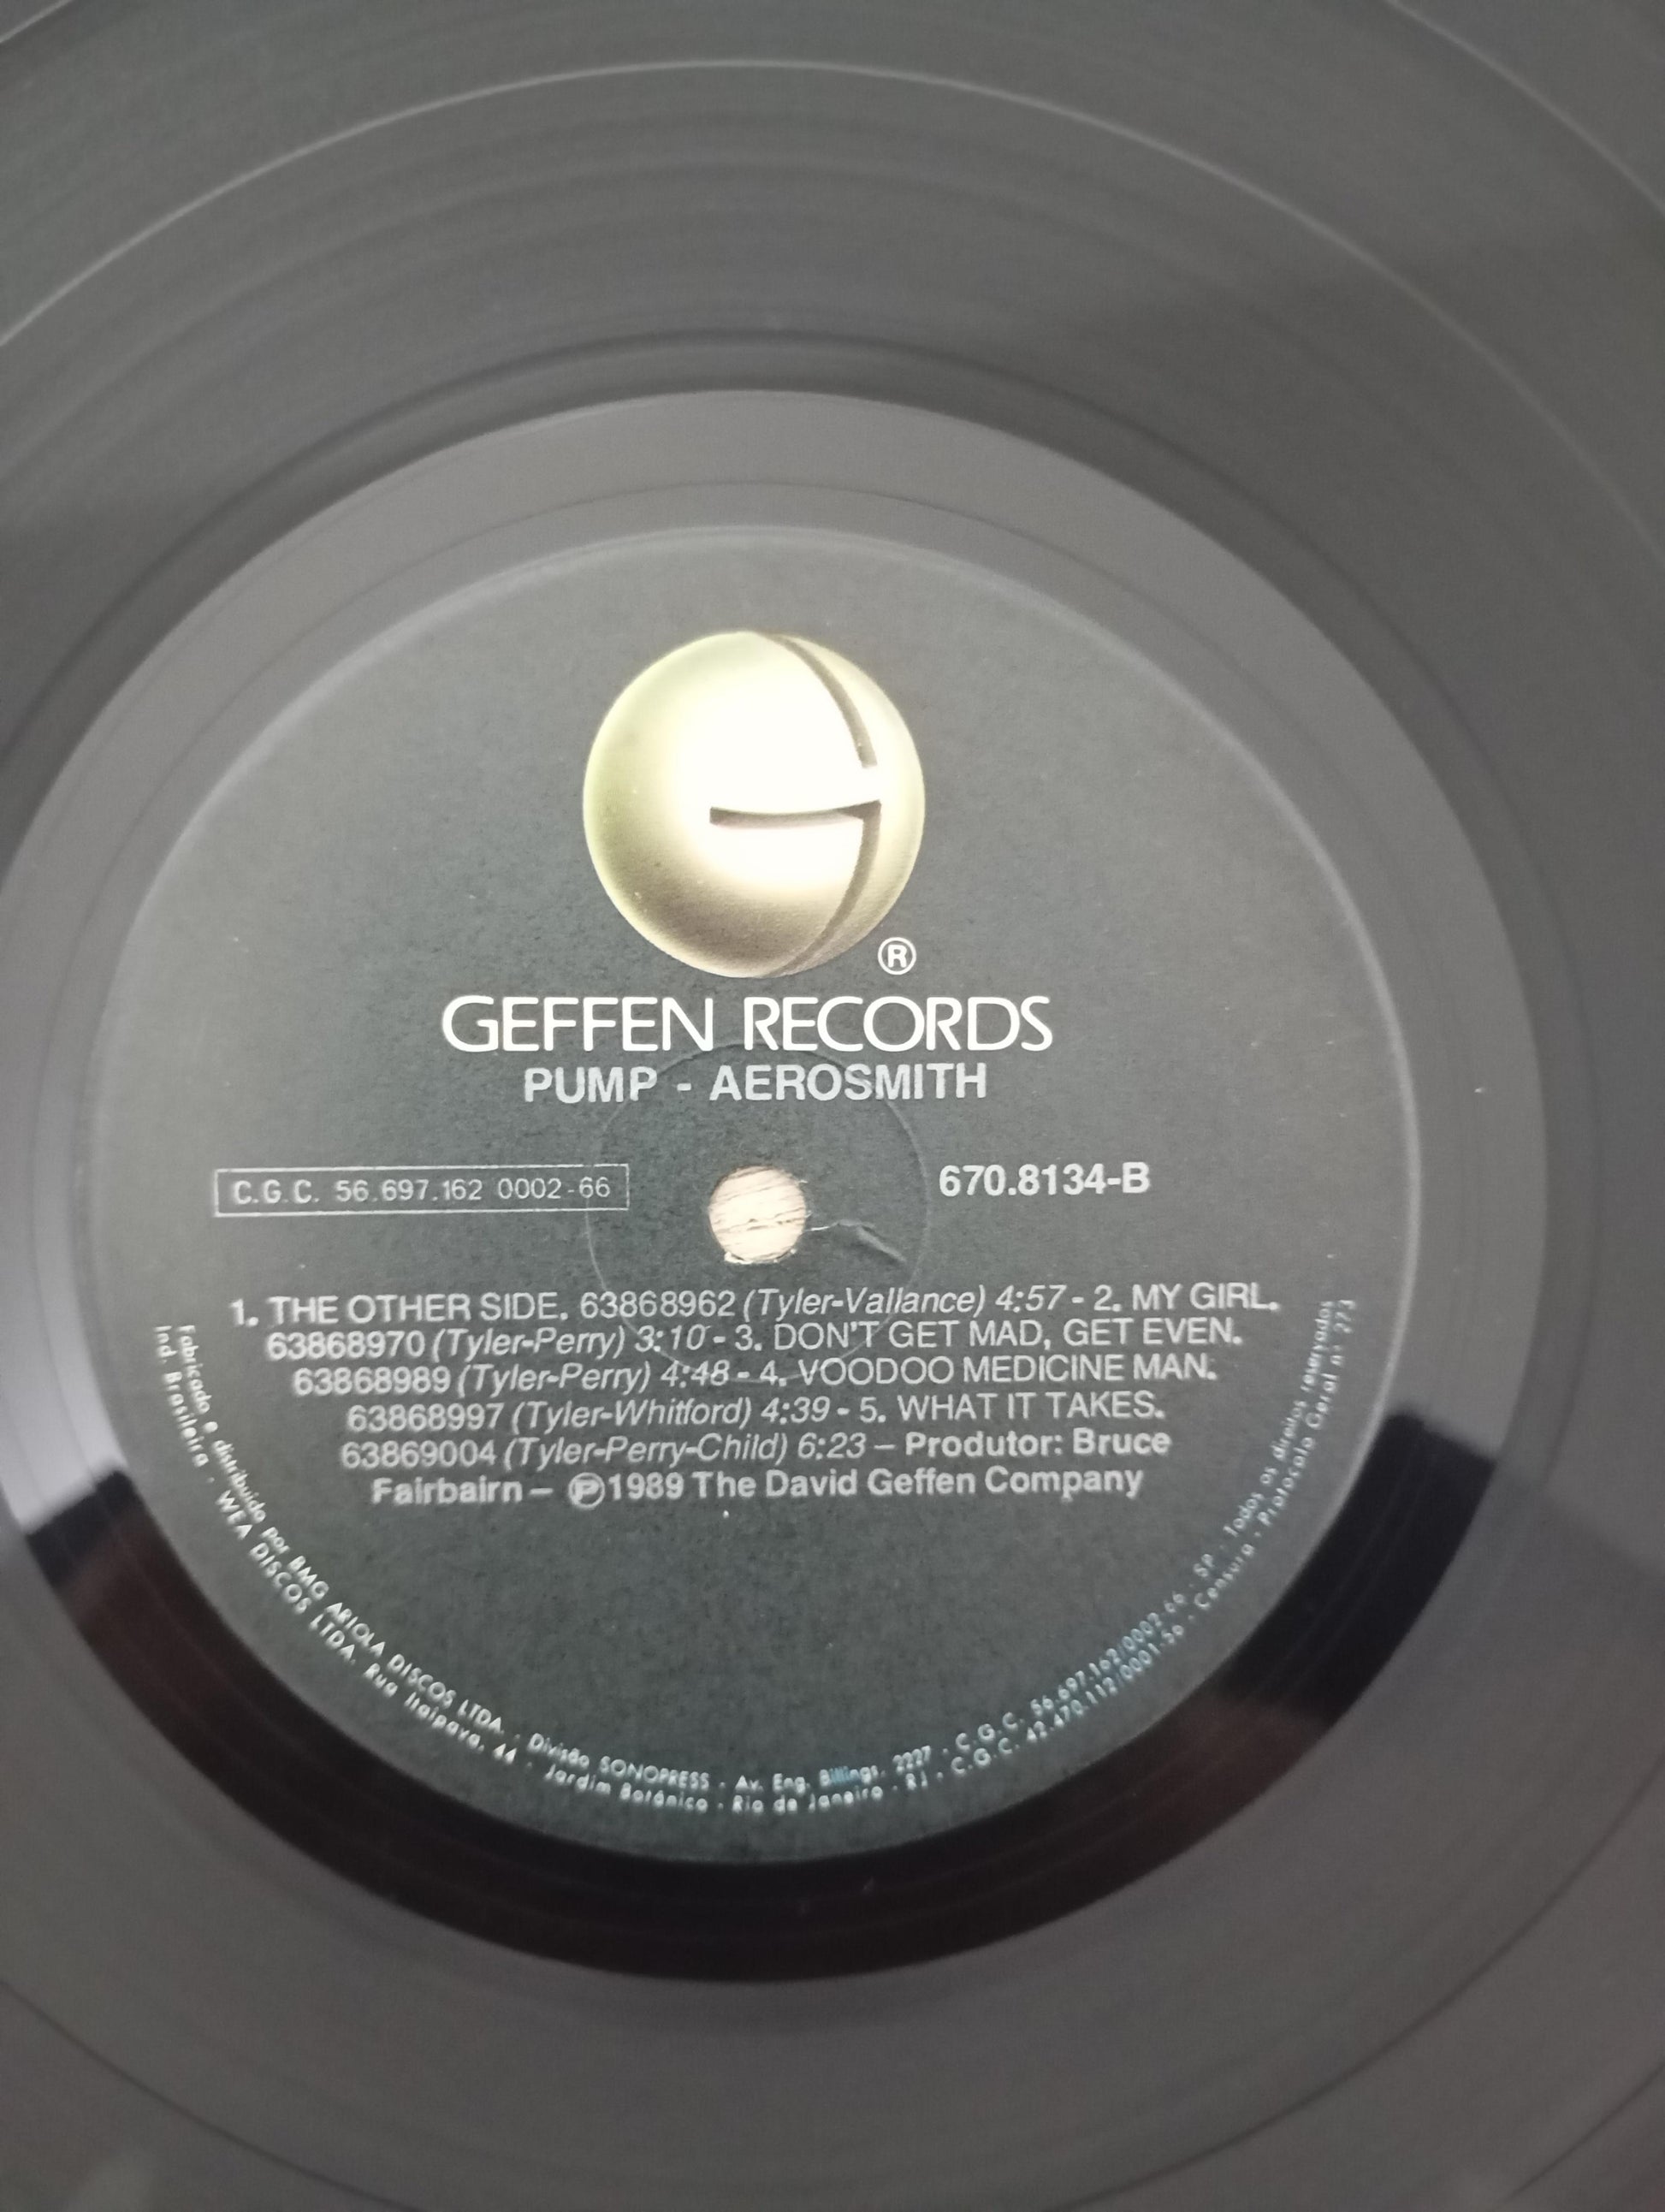 ®
GEFFEN RECORDS
PUMP - AEROSMITH
C.G.C. 56.697.162 0002-66
670.8134-B
1. THE OTHER SIDE. 63868962 (Tyler-Vallance) 4:57 - 2. MY GIRL.
63868970 (Tyler-Perry) 3:10 - 3. DON'T GET MAD, GET EVEN.
63868989 (Tyler-Perry) 4:48 - 4. VOODOO MEDICINE MAN.
63868997 (Tyler-Whitford) 4:39 - 5. WHAT IT TAKES.
63869004 (Tyler-Perry-Child) 6:23 – Produtor: Bruce
Fairbairn – ℗1989 The David Geffen Company
Fabricado e distribuido por BMG ARIOLA DISCOS LTDA. - Divisão SONOPRESS - Av. Eng. Billings, 2227 - C.G.C. 56.697.162/0002-66 - SP - Todos os direitos reservados
Ind. Brasileira - WEA DISCOS LTDA. Rua Itaipava, 44 - Jardim Botânico - Rio de Janeiro - RJ - C.G.C. 42.470.112/0001-56 - Censura - Protocolo Geral n.º 273